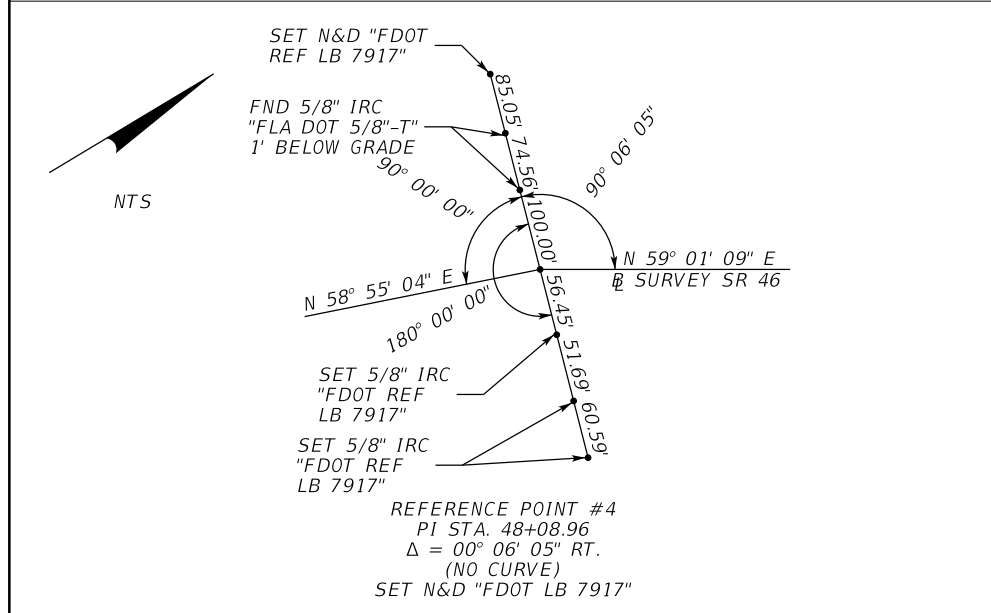 SET N&D "FDOT
REF LB 7917"
FND 5/8" IRC
"FLA DOT 5/8"-T"
1' BELOW GRADE
NTS
85.05'
74.56'
100.00'
90° 00' 00"
90° 06' 05"
N 59° 01' 09" E
BL SURVEY SR 46
N 58° 55' 04" E
180° 00' 00"
56.45'
51.69'
60.59'
SET 5/8" IRC
"FDOT REF
LB 7917"
SET 5/8" IRC
"FDOT REF
LB 7917"
REFERENCE POINT #4
PI STA. 48+08.96
Δ = 00° 06' 05" RT.
(NO CURVE)
SET N&D "FDOT LB 7917"